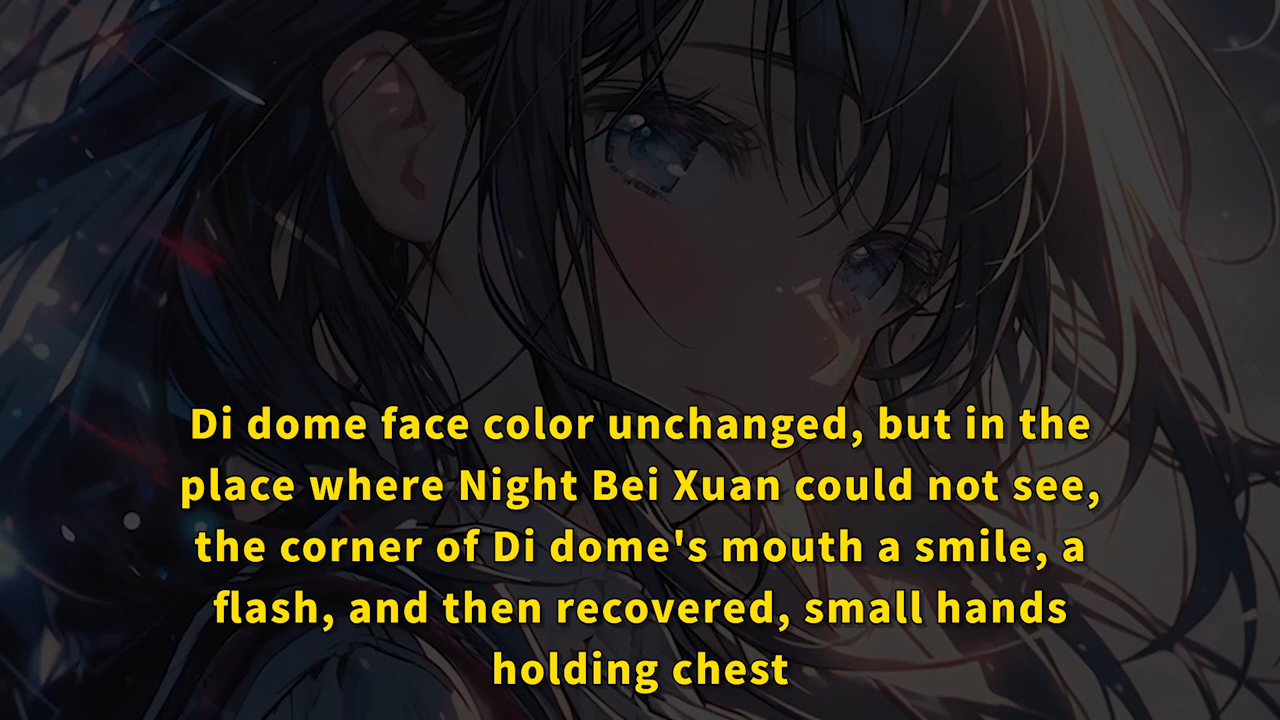 Di dome face color unchanged, but in the
place where Night Bei Xuan could not see,
the corner of Di dome's mouth a smile, a
flash, and then recovered, small hands
holding chest